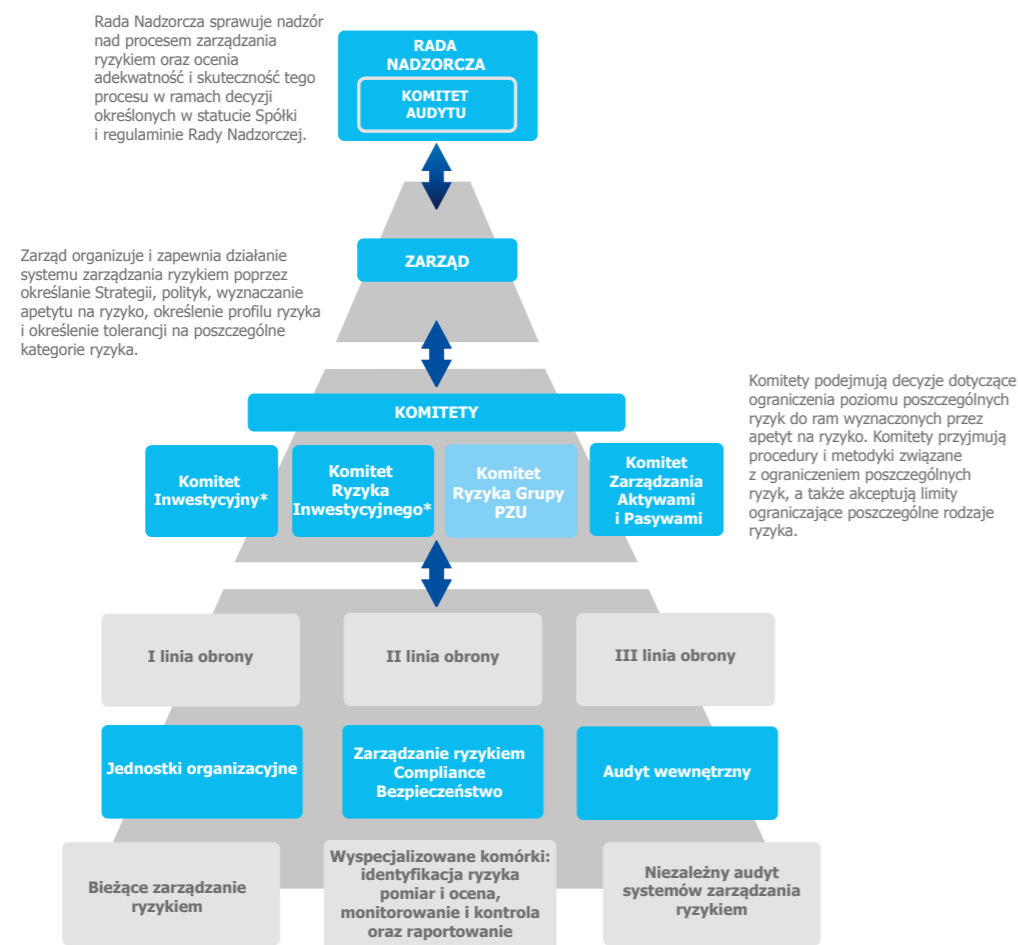 Rada Nadzorcza sprawuje nadzór
nad procesem zarządzania
ryzykiem oraz ocenia
adekwatność i skuteczność tego
procesu w ramach decyzji
określonych w statucie Spółki
i regulaminie Rady Nadzorczej.
RADA
NADZORCZA
KOMITET
AUDYTU
Zarząd organizuje i zapewnia działanie
systemu zarządzania ryzykiem poprzez
określanie Strategii, polityk, wyznaczanie
apetytu na ryzyko, określenie profilu ryzyka
i określenie tolerancji na poszczególne
kategorie ryzyka.
ZARZĄD
KOMITETY
Komitet
Inwestycyjny*
Komitet
Ryzyka
Inwestycyjnego*
Komitet
Ryzyka Grupy
PZU
Komitet
Zarządzania
Aktywami
i Pasywami
Komitety podejmują decyzje dotyczące
ograniczenia poziomu poszczególnych
ryzyk do ram wyznaczonych przez
apetyt na ryzyko. Komitety przyjmują
procedury i metodyki związane
z ograniczeniem poszczególnych
ryzyk, a także akceptują limity
ograniczające poszczególne rodzaje
ryzyka.
I linia obrony
II linia obrony
III linia obrony
Jednostki organizacyjne
Zarządzanie ryzykiem
Compliance
Bezpieczeństwo
Audyt wewnętrzny
Bieżące zarządzanie
ryzykiem
Wyspecjalizowane komórki:
identyfikacja ryzyka
pomiar i ocena,
monitorowanie i kontrola
oraz raportowanie
Niezależny audyt
systemów zarządzania
ryzykiem